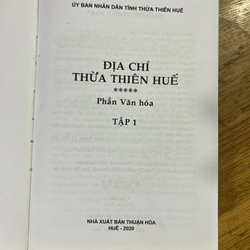 ỦY BAN NHÂN DÂN TỈNH THỪA THIÊN HUẾ
ĐỊA CHÍ
THỪA THIÊN HUẾ
*****
Phần Văn hóa
TẬP 1
NHÀ XUẤT BẢN THUẬN HÓA
HUẾ - 2020